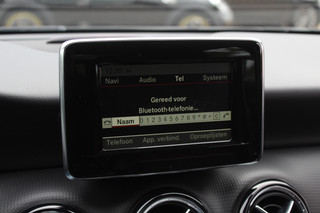 Navi Audio Tel Systeem
Gereed voor
Bluetooth-telefonie...
Naam 0 1 2 3 4 5 6 7 8 9 * # + C
Telefoon App. verbind. Oproeplijsten